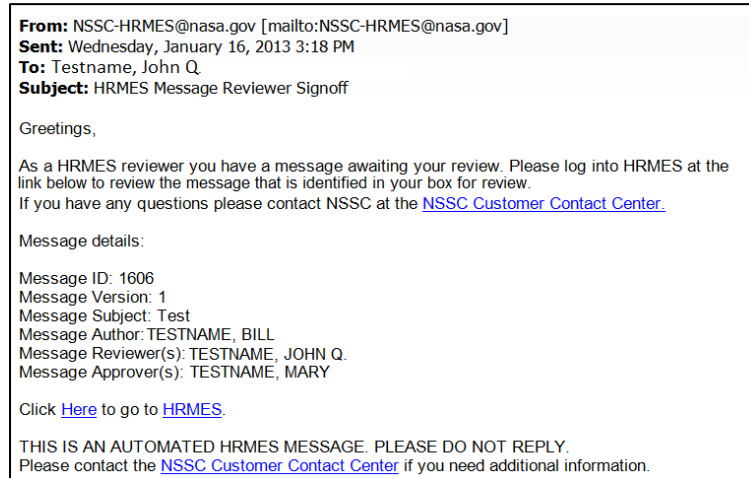 From: NSSC-HRMES@nasa.gov [mailto:NSSC-HRMES@nasa.gov]
Sent: Wednesday, January 16, 2013 3:18 PM
To: Testname, John Q.
Subject: HRMES Message Reviewer Signoff
Greetings,
As a HRMES reviewer you have a message awaiting your review. Please log into HRMES at the
link below to review the message that is identified in your box for review.
If you have any questions please contact NSSC at the NSSC Customer Contact Center.
Message details:
Message ID: 1606
Message Version: 1
Message Subject: Test
Message Author: TESTNAME, BILL
Message Reviewer(s): TESTNAME, JOHN Q.
Message Approver(s): TESTNAME, MARY
Click Here to go to HRMES.
THIS IS AN AUTOMATED HRMES MESSAGE. PLEASE DO NOT REPLY.
Please contact the NSSC Customer Contact Center if you need additional information.